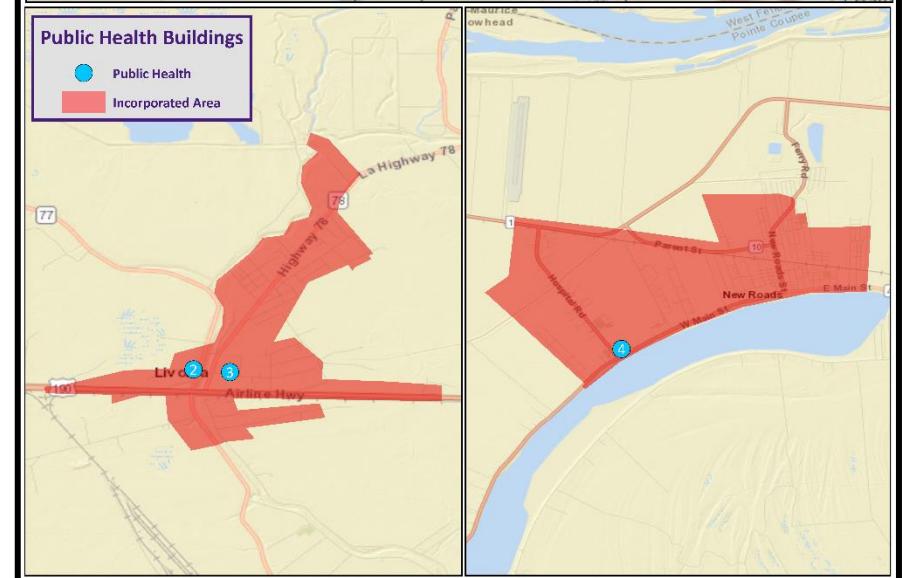 Public Health Buildings
Public Health
Incorporated Area
La Highway 78
78
77
Highway 78
2
3
190
Airline Hwy
West Feliciana
Pointe Coupee
Ferry Rd
1
Parent St
10
New Roads St
Hospital Rd
New Roads
E Main St
W Main St
4